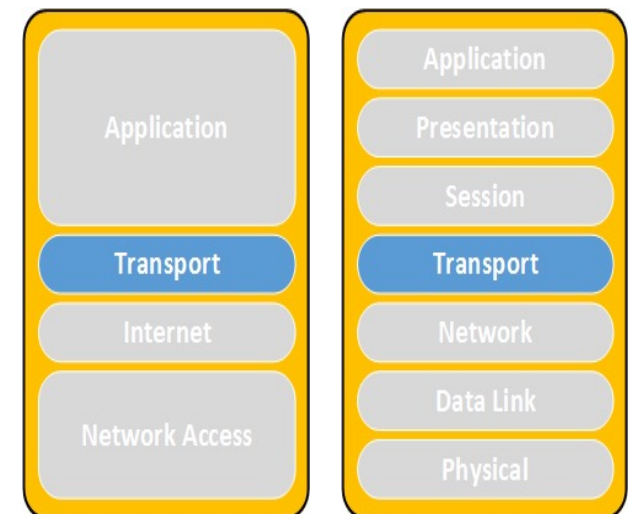 Application
Transport
Internet
Network Access
Application
Presentation
Session
Transport
Network
Data Link
Physical